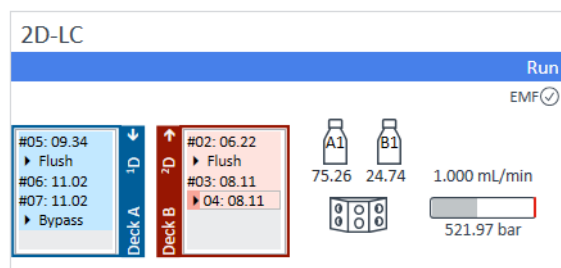 2D-LC
Run
EMF
#05: 09.34
Flush
#06: 11.02
#07: 11.02
Bypass
¹D
Deck A
²D
Deck B
#02: 06.22
Flush
#03: 08.11
04: 08.11
A1
B1
75.26
24.74
1.000 mL/min
521.97 bar